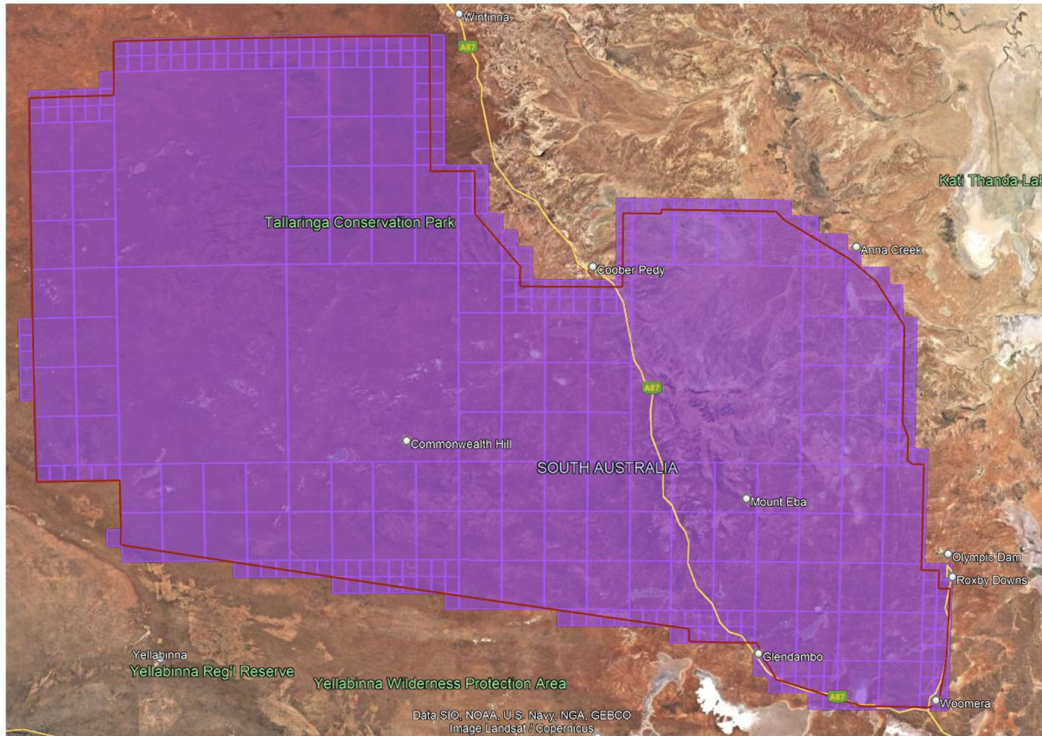 Wintinna
A87
Kati Thanda-Lak
Tallaringa Conservation Park
Anna Creek
Coober Pedy
A87
Commonwealth Hill
SOUTH AUSTRALIA
Mount Eba
Olympic Dam
Roxby Downs
Yellabinna
Glendambo
Yellabinna Reg'l Reserve
Yellabinna Wilderness Protection Area
A87
Woomera
Data SIO, NOAA, U.S. Navy, NGA, GEBCO
Image Landsat / Copernicus